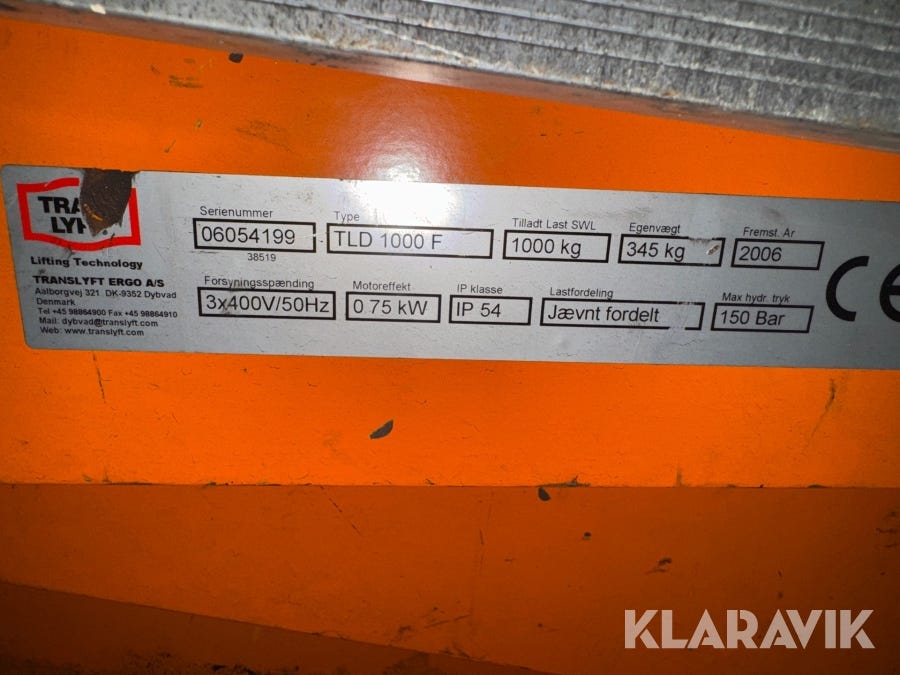 TRA
LY
Lifting Technology
TRANSLYFT ERGO A/S
Aalborgvej 321 DK-9352 Dybvad
Denmark
Tel +45 98864900 Fax +45 98864910
Mail: dybvad@translyft.com
Web: www.translyft.com
Serienummer
06054199
38519
Type
TLD 1000 F
Tilladt Last SWL
1000 kg
Egenvægt
345 kg
Fremst. År
2006
Forsyningsspænding
3x400V/50Hz
Motoreffekt
0.75 kW
IP klasse
IP 54
Lastfordeling
Jævnt fordelt
Max hydr. tryk
150 Bar
CE
KLARAVIK